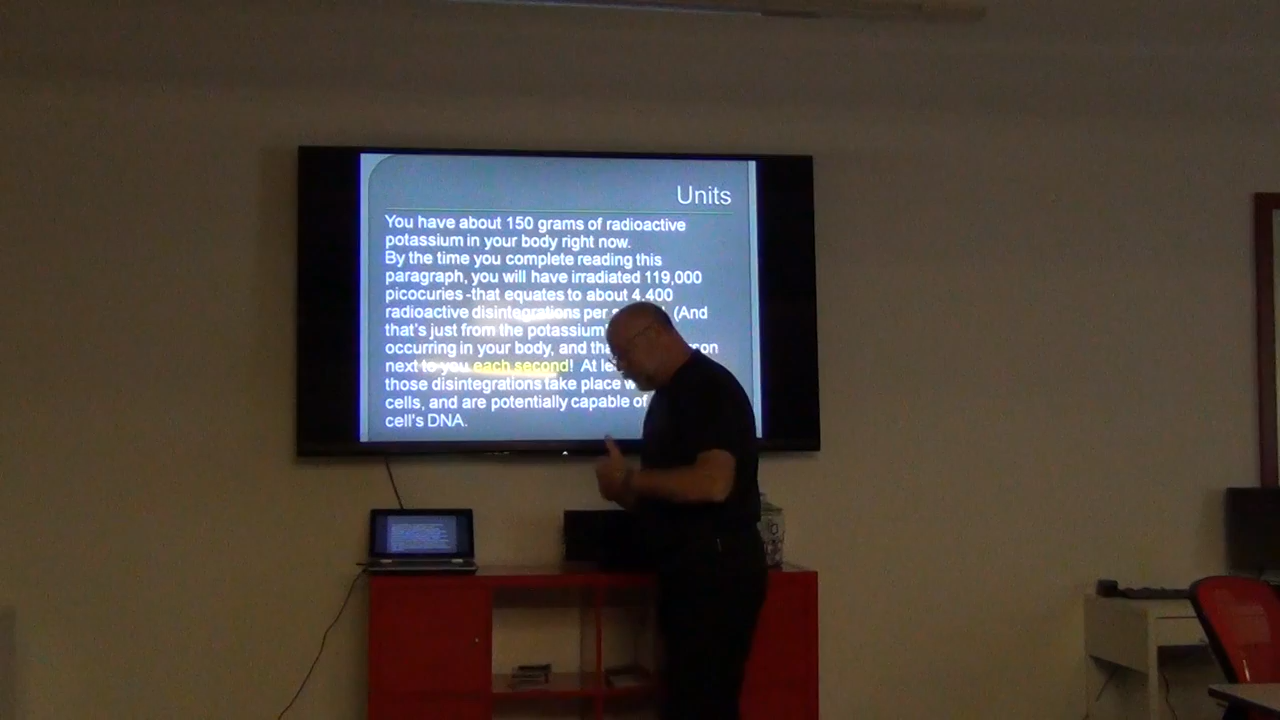 Units
You have about 150 grams of radioactive
potassium in your body right now.
By the time you complete reading this
paragraph, you will have irradiated 119,000
picocuries -that equates to about 4,400
radioactive disintegrations per (And
that's just from the potassium
occurring in your body, and
next to you each second! At
those disintegrations take place
cells, and are potentially capable of
cell's DNA.